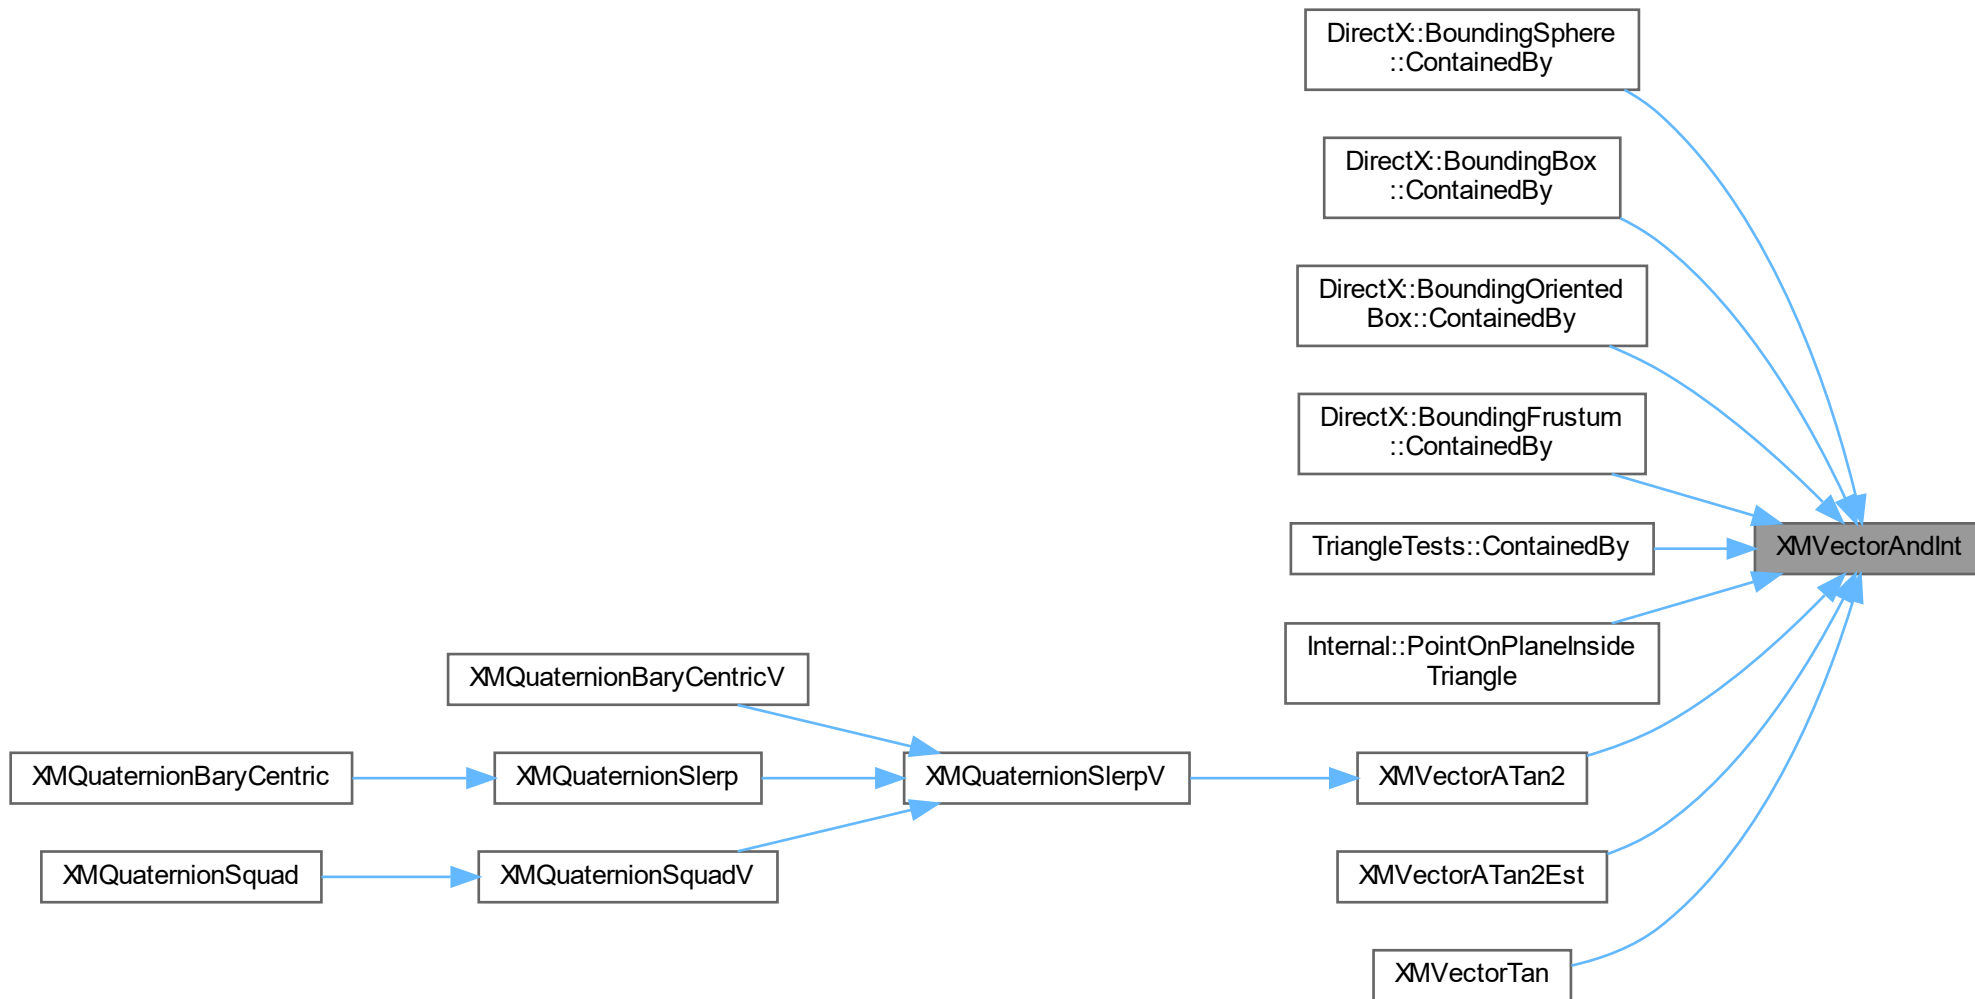 DirectX::BoundingSphere
::ContainedBy
DirectX::BoundingBox
::ContainedBy
DirectX::BoundingOriented
Box::ContainedBy
DirectX::BoundingFrustum
::ContainedBy
TriangleTests::ContainedBy
XMVectorAndInt
Internal::PointOnPlaneInside
Triangle
XMQuaternionBaryCentricV
XMQuaternionBaryCentric
XMQuaternionSlerp
XMQuaternionSlerpV
XMVectorATan2
XMQuaternionSquad
XMQuaternionSquadV
XMVectorATan2Est
XMVectorTan